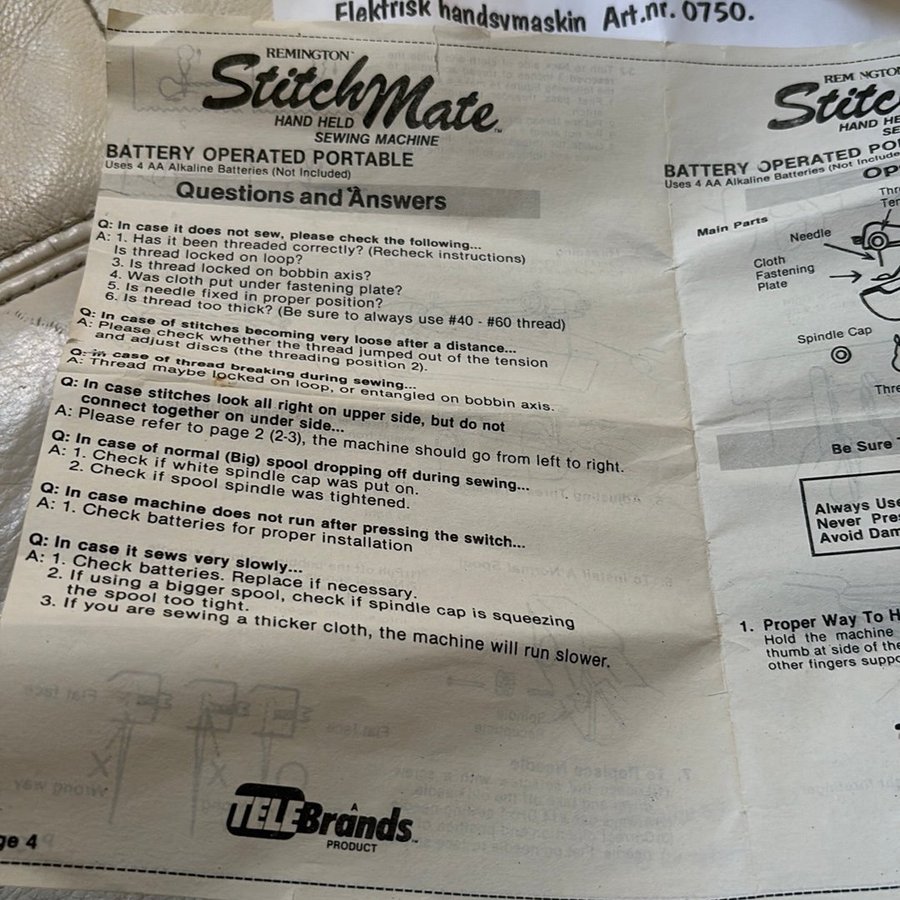 Elektrisk handsymaskin Art.nr. 0750.
REMINGTON
StitchMate™
HAND HELD
SEWING MACHINE
BATTERY OPERATED PORTABLE
Uses 4 AA Alkaline Batteries (Not Included)
Questions and Answers
Q: In case it does not sew, please check the following...
A: 1. Has it been threaded correctly? (Recheck instructions)
Is thread locked on loop?
3. Is thread locked on bobbin axis?
4. Was cloth put under fastening plate?
5. Is needle fixed in proper position?
6. Is thread too thick? (Be sure to always use #40 - #60 thread)
Q: In case of stitches becoming very loose after a distance...
A: Please check whether the thread jumped out of the tension
and adjust discs (the threading position 2).
Q: in case of thread breaking during sewing...
A: Thread maybe locked on loop, or entangled on bobbin axis.
Q: In case stitches look all right on upper side, but do not
connect together on under side...
A: Please refer to page 2 (2-3), the machine should go from left to right.
Q: In case of normal (Big) spool dropping off during sewing...
A: 1. Check if white spindle cap was put on.
2. Check if spool spindle was tightened.
Q: In case machine does not run after pressing the switch...
A: 1. Check batteries for proper installation
Q: In case it sews very slowly...
A: 1. Check batteries. Replace if necessary.
2. If using a bigger spool, check if spindle cap is squeezing
the spool too tight.
3. If you are sewing a thicker cloth, the machine will run slower.
TELEBrands™
PRODUCT
ge 4
REM NGTO
Stitc
HAND HE
SE
BATTERY OPERATED PO
Uses 4 AA Alkaline Batteries (Not Include
Op
Main Parts
Thr
Ten
Needle
Cloth
Fastening
Plate
Spindle Cap
Thre
Be Sure
Always Use
Never Pre
Avoid Dam
1. Proper Way To H
Hold the machine
thumb at side of the
other fingers suppo